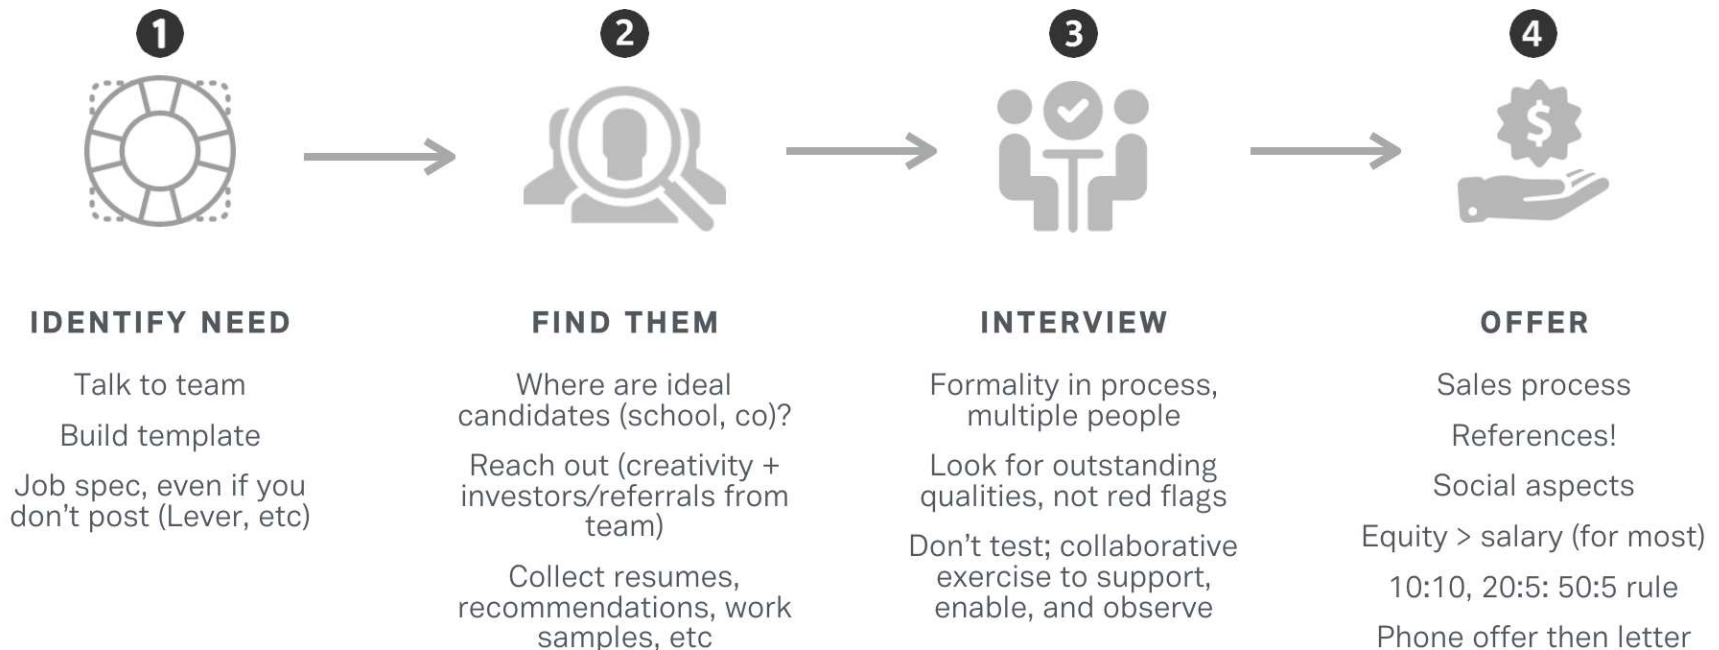 1
IDENTIFY NEED
Talk to team
Build template
Job spec, even if you
don't post (Lever, etc)
2
FIND THEM
Where are ideal
candidates (school, co)?
Reach out (creativity +
investors/referrals from
team)
Collect resumes,
recommendations, work
samples, etc
3
INTERVIEW
Formality in process,
multiple people
Look for outstanding
qualities, not red flags
Don't test; collaborative
exercise to support,
enable, and observe
4
$
OFFER
Sales process
References!
Social aspects
Equity > salary (for most)
10:10, 20:5: 50:5 rule
Phone offer then letter